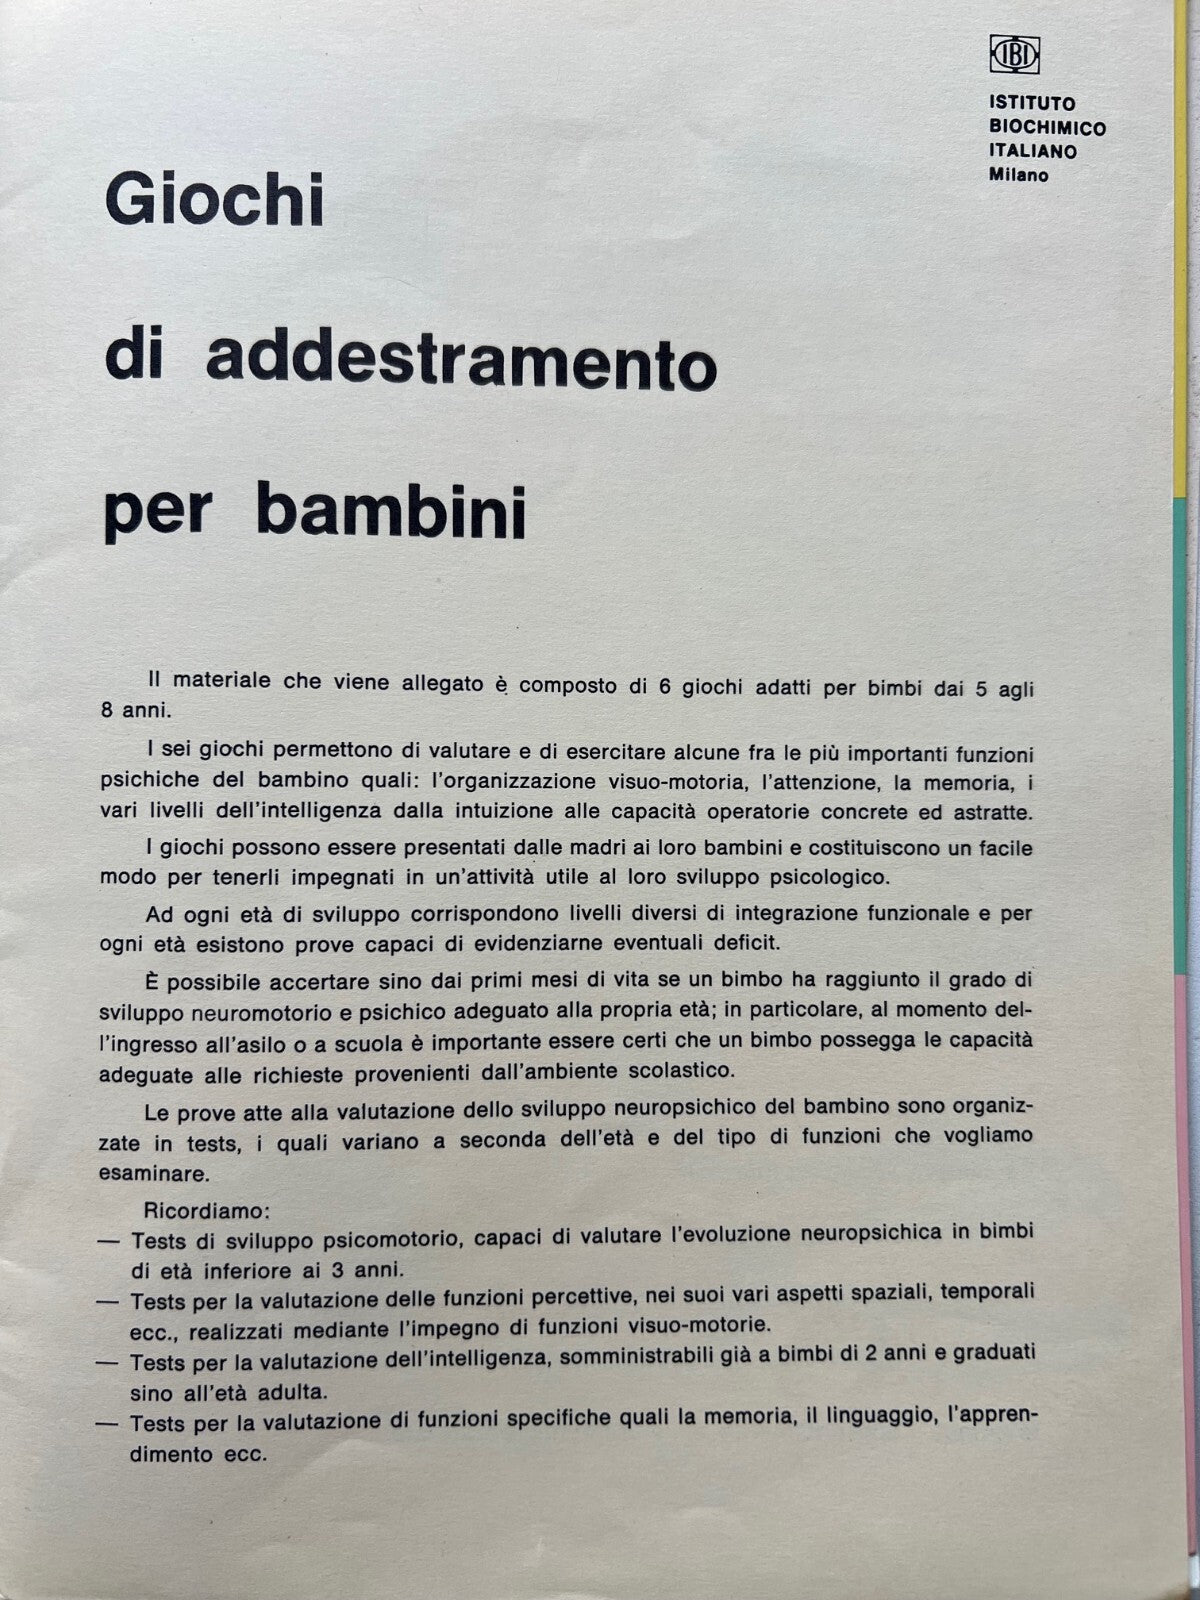 IBI
ISTITUTO
BIOCHIMICO
ITALIANO
Milano
Giochi
di addestramento
per bambini
Il materiale che viene allegato è composto di 6 giochi adatti per bimbi dai 5 agli
8 anni.
I sei giochi permettono di valutare e di esercitare alcune fra le più importanti funzioni
psichiche del bambino quali: l'organizzazione visuo-motoria, l'attenzione, la memoria, i
vari livelli dell'intelligenza dalla intuizione alle capacità operatorie concrete ed astratte.
I giochi possono essere presentati dalle madri ai loro bambini e costituiscono un facile
modo per tenerli impegnati in un'attività utile al loro sviluppo psicologico.
Ad ogni età di sviluppo corrispondono livelli diversi di integrazione funzionale e per
ogni età esistono prove capaci di evidenziarne eventuali deficit.
È possibile accertare sino dai primi mesi di vita se un bimbo ha raggiunto il grado di
sviluppo neuromotorio e psichico adeguato alla propria età; in particolare, al momento del-
l'ingresso all'asilo o a scuola è importante essere certi che un bimbo possegga le capacità
adeguate alle richieste provenienti dall'ambiente scolastico.
Le prove atte alla valutazione dello sviluppo neuropsichico del bambino sono organiz-
zate in tests, i quali variano a seconda dell'età e del tipo di funzioni che vogliamo
esaminare.
Ricordiamo:
— Tests di sviluppo psicomotorio, capaci di valutare l'evoluzione neuropsichica in bimbi
di età inferiore ai 3 anni.
— Tests per la valutazione delle funzioni percettive, nei suoi vari aspetti spaziali, temporali
ecc., realizzati mediante l'impegno di funzioni visuo-motorie.
— Tests per la valutazione dell'intelligenza, somministrabili già a bimbi di 2 anni e graduati
sino all'età adulta.
— Tests per la valutazione di funzioni specifiche quali la memoria, il linguaggio, l'appren-
dimento ecc.